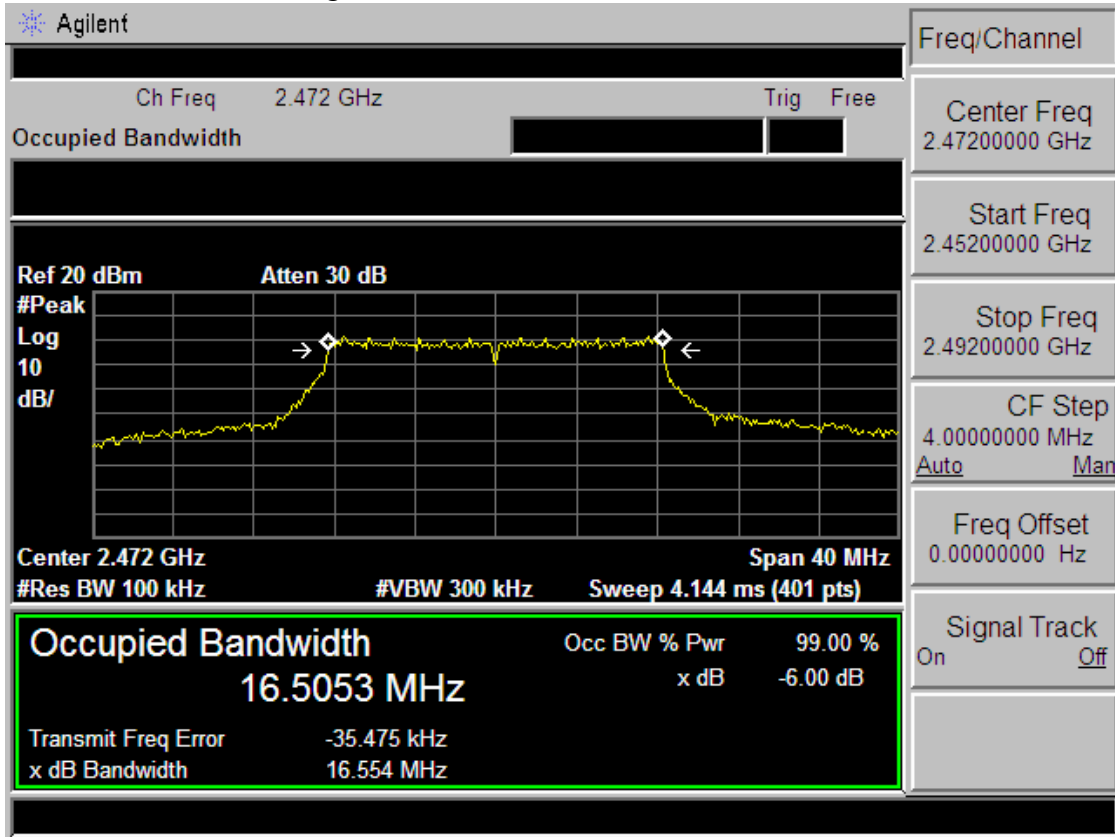 Agilent
Freq/Channel
Ch Freq 2.472 GHz Trig Free
Occupied Bandwidth
Center Freq
2.47200000 GHz
Start Freq
2.45200000 GHz
Stop Freq
2.49200000 GHz
CF Step
4.00000000 MHz
Auto Man
Freq Offset
0.00000000 Hz
Signal Track
On Off
Ref 20 dBm Atten 30 dB
#Peak
Log
10
dB/
Center 2.472 GHz Span 40 MHz
#Res BW 100 kHz #VBW 300 kHz Sweep 4.144 ms (401 pts)
Occupied Bandwidth Occ BW % Pwr 99.00 %
16.5053 MHz x dB -6.00 dB
Transmit Freq Error -35.475 kHz
x dB Bandwidth 16.554 MHz